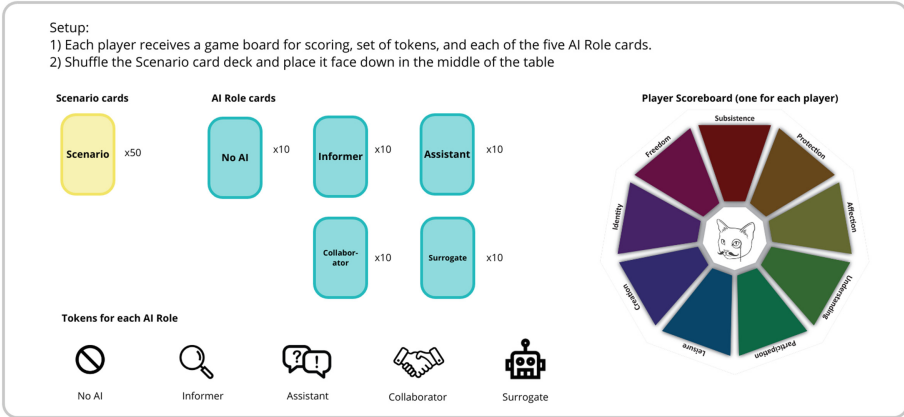 Setup:
1) Each player receives a game board for scoring, set of tokens, and each of the five AI Role cards.
2) Shuffle the Scenario card deck and place it face down in the middle of the table
Scenario cards
AI Role cards
Player Scoreboard (one for each player)
Scenario
x50
No AI
x10
Informer
x10
Assistant
x10
Collabor-
ator
x10
Surrogate
x10
Subsistence
Protection
Affection
Understanding
Participation
Leisure
Creation
Identity
Freedom
Tokens for each AI Role
?
!
No AI
Informer
Assistant
Collaborator
Surrogate